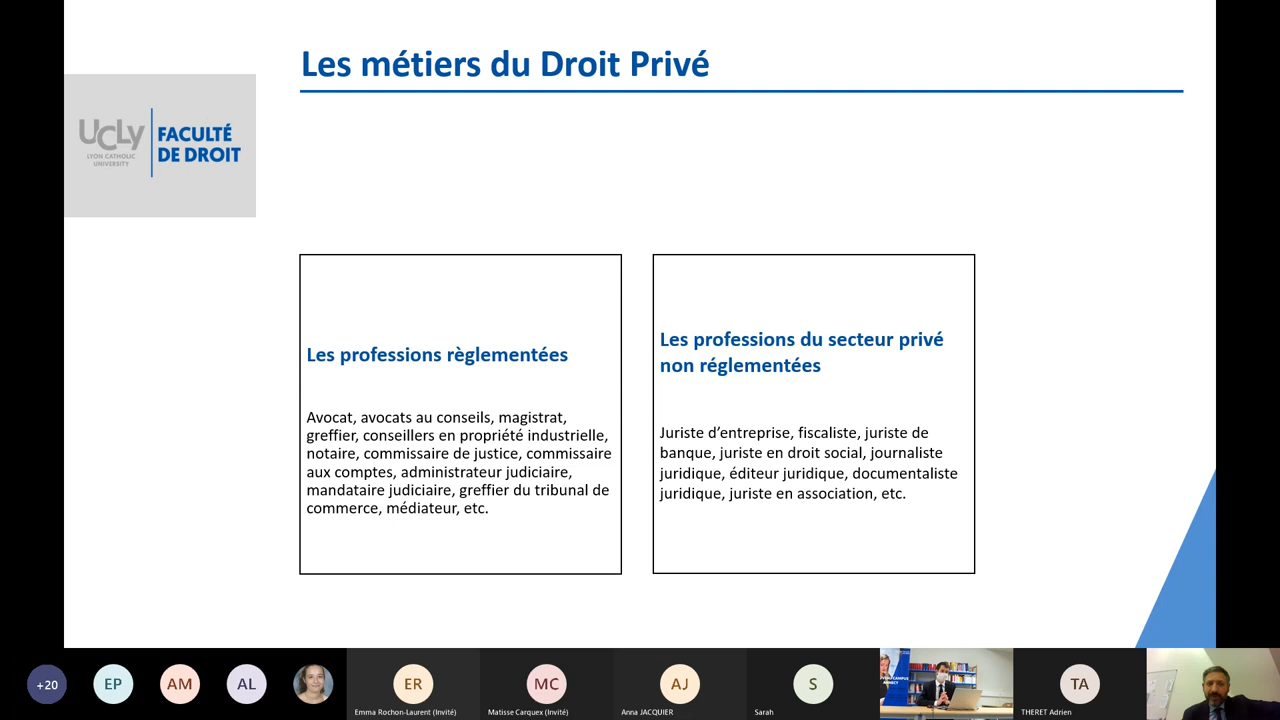 Les métiers du Droit Privé
UCLy
LYON CATHOLIC
UNIVERSITY
FACULTÉ
DE DROIT
Les professions règlementées
Avocat, avocats au conseils, magistrat,
greffier, conseillers en propriété industrielle,
notaire, commissaire de justice, commissaire
aux comptes, administrateur judiciaire,
mandataire judiciaire, greffier du tribunal de
commerce, médiateur, etc.
Les professions du secteur privé
non réglementées
Juriste d’entreprise, fiscaliste, juriste de
banque, juriste en droit social, journaliste
juridique, éditeur juridique, documentaliste
juridique, juriste en association, etc.
+20
EP
AM
AL
ER
Emma Rochon-Laurent (Invité)
MC
Matisse Carquex (Invité)
AJ
Anna JACQUIER
S
Sarah
TA
THERET Adrien